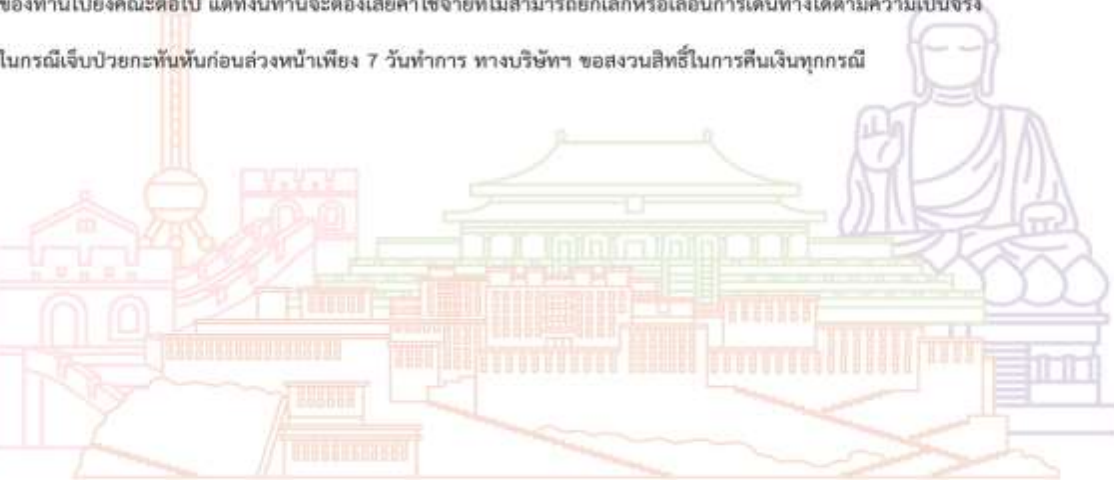 ของท่านไปยังคณะต่อไป แต่ทั้งนี้ท่านจะต้องเสียค่าใช้จ่ายที่ไม่สามารถยกเลิกหรือเลื่อนการเดินทางได้ตามความเป็นจริง
ในกรณีเจ็บป่วยกะทันหันก่อนล่วงหน้าเพียง 7 วันทำการ ทางบริษัทฯ ขอสงวนสิทธิ์ในการคืนเงินทุกกรณี